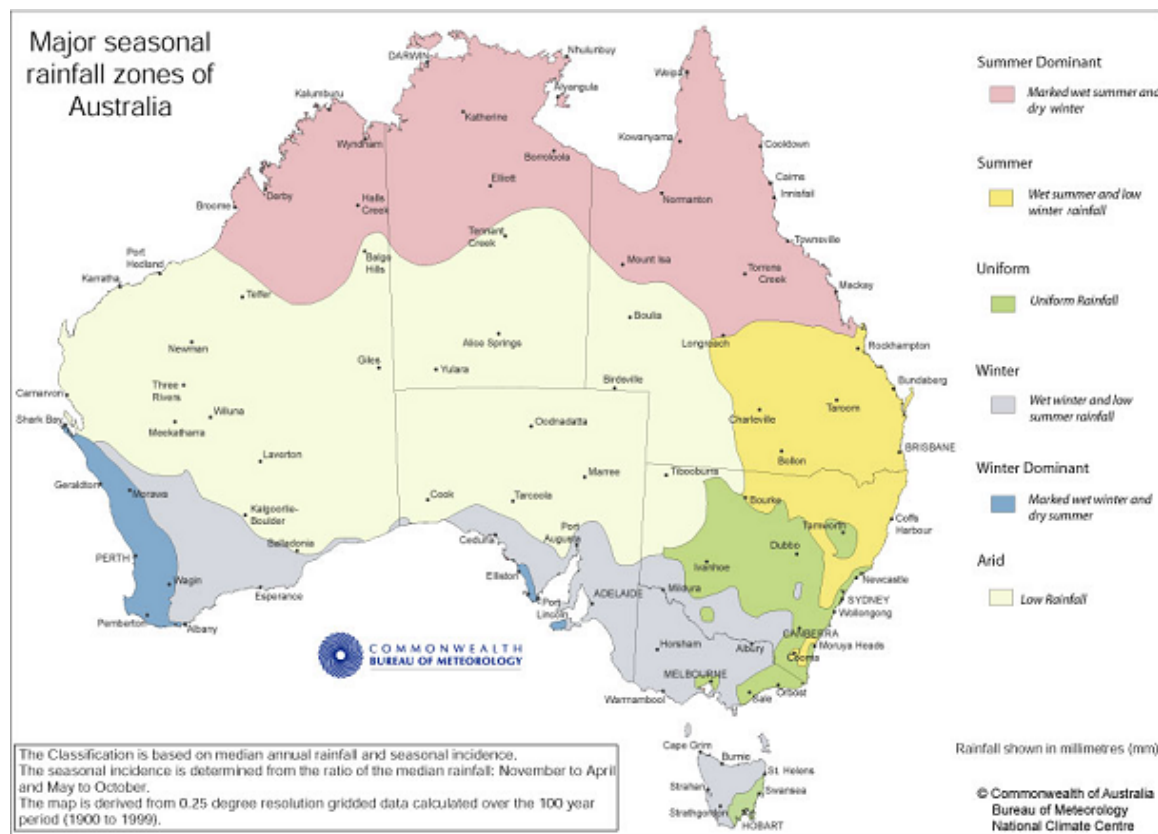 Major seasonal
rainfall zones of
Australia
DARWIN
Nhulunbuy
Alyangula
Weipa
Kalumburu
Katherine
Wyndham
Kowanyama
Cooktown
Borroloola
Cairns
Innisfail
Elliott
Derby
Halls
Creek
Normanton
Broome
Tennant
Creek
Townsville
Port
Hedland
Balgo
Hills
Mount Isa
Torrens
Creek
Karratha
Mackay
Telfer
Boulia
Newman
Alice Springs
Longreach
Rockhampton
Giles
Yulara
Birdsville
Bundaberg
Carnarvon
Three
Rivers
Shark Bay
Wiluna
Meekatharra
Oodnadatta
Charleville
Taroom
BRISBANE
Bollon
Laverton
Marree
Tibooburra
Geraldton
Morawa
Cook
Tarcoola
Bourke
Kalgoorlie-
Boulder
Port
Augusta
Tamworth
Coffs
Harbour
Balladonia
Ceduna
Dubbo
PERTH
Ivanhoe
Wagin
Elliston
Newcastle
Esperance
Port
Lincoln
ADELAIDE
Mildura
SYDNEY
Wollongong
Pemberton
Albany
CANBERRA
Moruya Heads
Horsham
Albury
Cooma
MELBOURNE
Warrnambool
Sale
Orbost
Cape Grim
Burnie
St. Helens
Strahan
Swansea
Strathgordon
HOBART
COMMONWEALTH
BUREAU OF METEOROLOGY
Summer Dominant
Marked wet summer and
dry winter
Summer
Wet summer and low
winter rainfall
Uniform
Uniform Rainfall
Winter
Wet winter and low
summer rainfall
Winter Dominant
Marked wet winter and
dry summer
Arid
Low Rainfall
The Classification is based on median annual rainfall and seasonal incidence.
The seasonal incidence is determined from the ratio of the median rainfall: November to April
and May to October.
The map is derived from 0.25 degree resolution gridded data calculated over the 100 year
period (1900 to 1999).
Rainfall shown in millimetres (mm)
© Commonwealth of Australia
Bureau of Meteorology
National Climate Centre